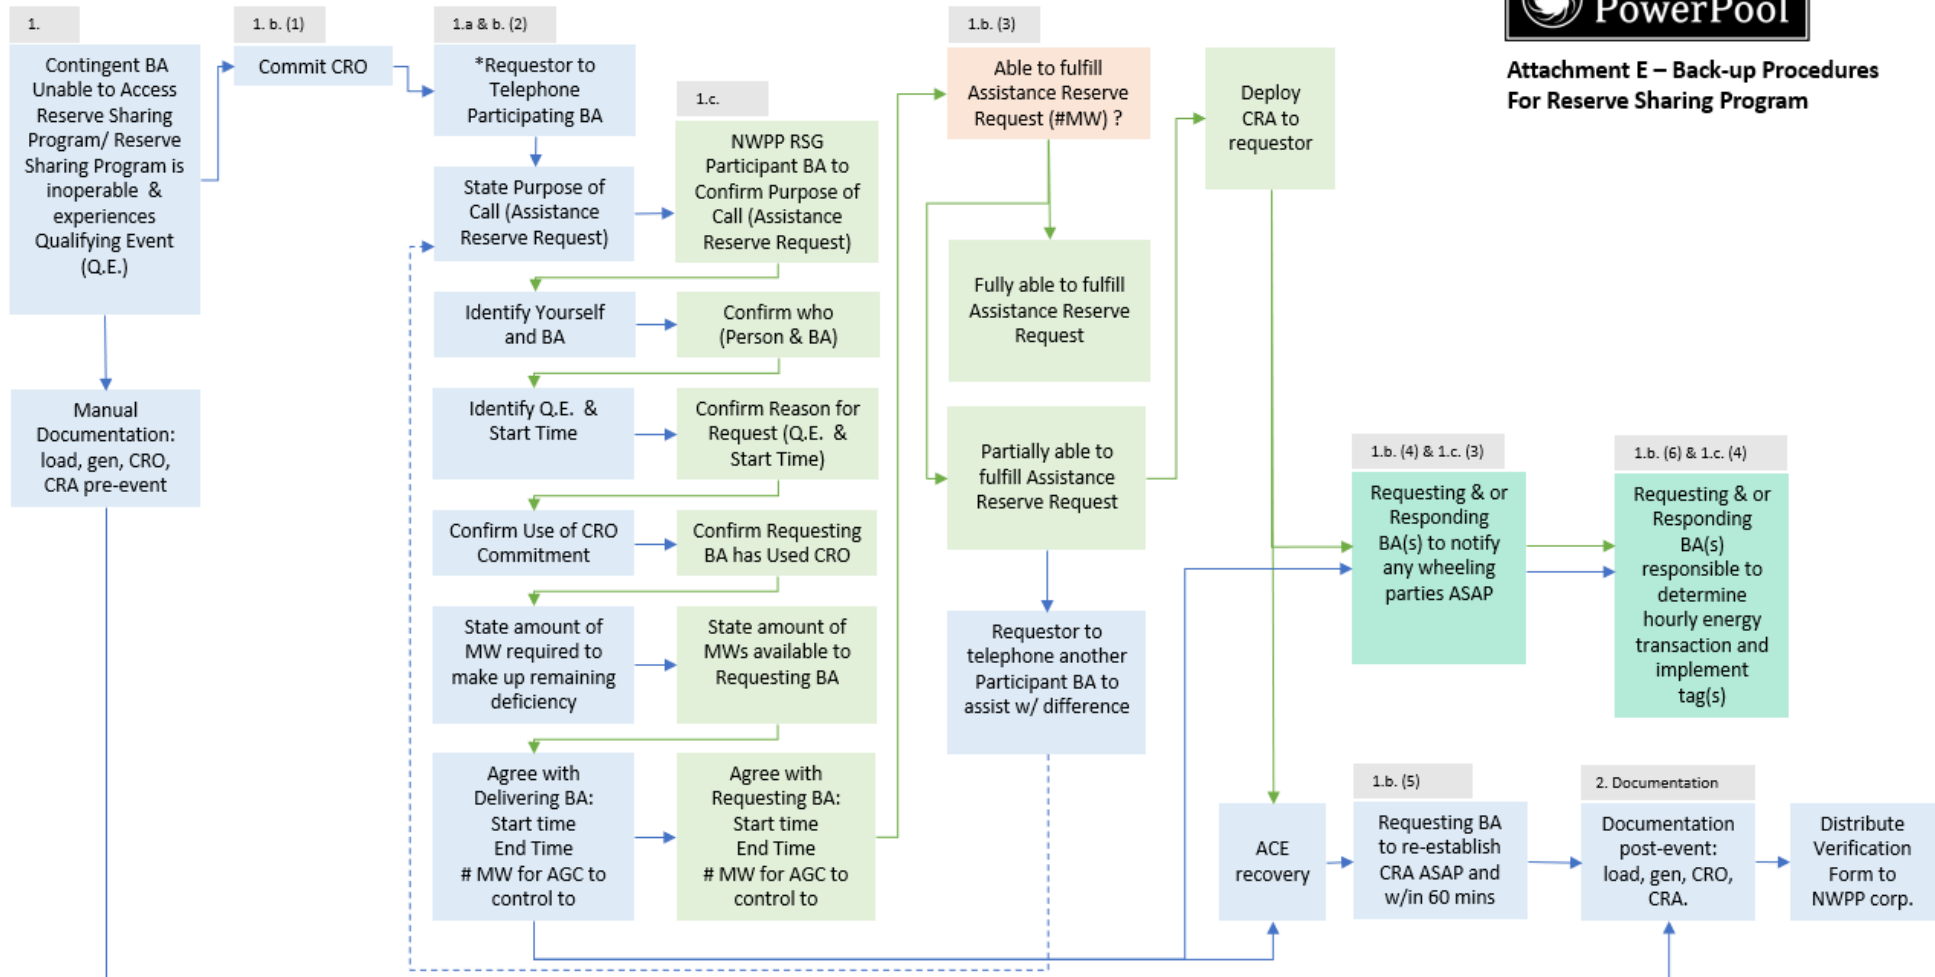 PowerPool
Attachment E – Back-up Procedures
For Reserve Sharing Program
1.
Contingent BA
Unable to Access
Reserve Sharing
Program/ Reserve
Sharing Program is
inoperable &
experiences
Qualifying Event
(Q.E.)
Manual
Documentation:
load, gen, CRO,
CRA pre-event
1. b. (1)
Commit CRO
1.a & b. (2)
*Requestor to
Telephone
Participating BA
State Purpose of
Call (Assistance
Reserve Request)
1.c.
NWPP RSG
Participant BA to
Confirm Purpose of
Call (Assistance
Reserve Request)
Identify Yourself
and BA
Confirm who
(Person & BA)
Identify Q.E. &
Start Time
Confirm Reason for
Request (Q.E. &
Start Time)
Confirm Use of CRO
Commitment
Confirm Requesting
BA has Used CRO
State amount of
MW required to
make up remaining
deficiency
State amount of
MWs available to
Requesting BA
Agree with
Delivering BA:
Start time
End Time
# MW for AGC to
control to
Agree with
Requesting BA:
Start time
End Time
# MW for AGC to
control to
1.b. (3)
Able to fulfill
Assistance Reserve
Request (#MW) ?
Fully able to fulfill
Assistance Reserve
Request
Partially able to
fulfill Assistance
Reserve Request
Requestor to
telephone another
Participant BA to
assist w/ difference
Deploy
CRA to
requestor
1.b. (4) & 1.c. (3)
Requesting & or
Responding
BA(s) to notify
any wheeling
parties ASAP
1.b. (6) & 1.c. (4)
Requesting & or
Responding
BA(s)
responsible to
determine
hourly energy
transaction and
implement
tag(s)
ACE
recovery
1.b. (5)
Requesting BA
to re-establish
CRA ASAP and
w/in 60 mins
2. Documentation
Documentation
post-event:
load, gen, CRO,
CRA.
Distribute
Verification
Form to
NWPP corp.